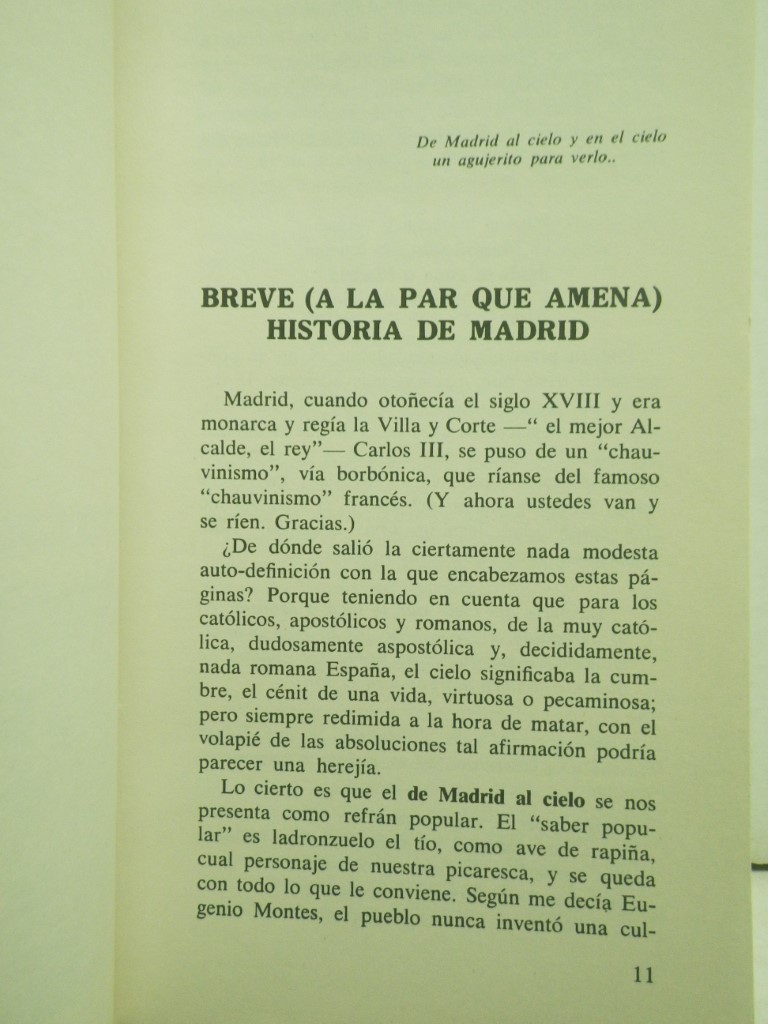 De Madrid al cielo y en el cielo
un agujerito para verlo..
BREVE (A LA PAR QUE AMENA)
HISTORIA DE MADRID
Madrid, cuando otoñecía el siglo XVIII y era
monarca y regía la Villa y Corte —“ el mejor Al-
calde, el rey”— Carlos III, se puso de un “chau-
vinismo”, vía borbónica, que ríanse del famoso
“chauvinismo” francés. (Y ahora ustedes van y
se ríen. Gracias.)
¿De dónde salió la ciertamente nada modesta
auto-definición con la que encabezamos estas pá-
ginas? Porque teniendo en cuenta que para los
católicos, apostólicos y romanos, de la muy cató-
lica, dudosamente aspostólica y, decididamente,
nada romana España, el cielo significaba la cum-
bre, el cénit de una vida, virtuosa o pecaminosa;
pero siempre redimida a la hora de matar, con el
volapié de las absoluciones tal afirmación podría
parecer una herejía.
Lo cierto es que el de Madrid al cielo se nos
presenta como refrán popular. El “saber popu-
lar” es ladronzuelo el tío, como ave de rapiña,
cual personaje de nuestra picaresca, y se queda
con todo lo que le conviene. Según me decía Eu-
genio Montes, el pueblo nunca inventó una cul-
11